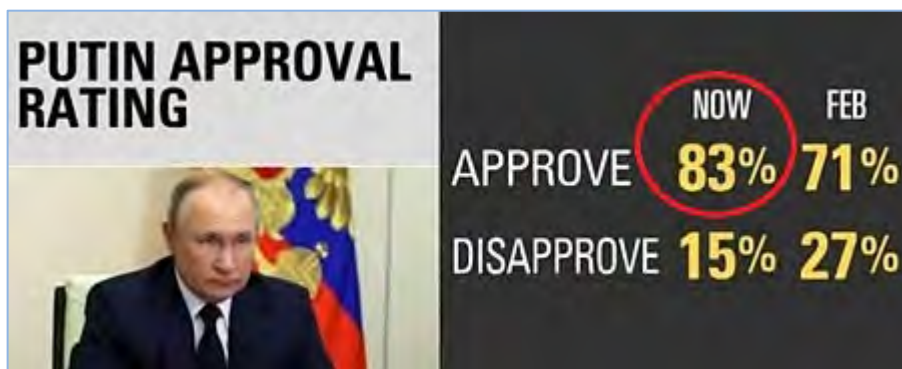 PUTIN APPROVAL
RATING
NOW FEB
APPROVE 83% 71%
DISAPPROVE 15% 27%